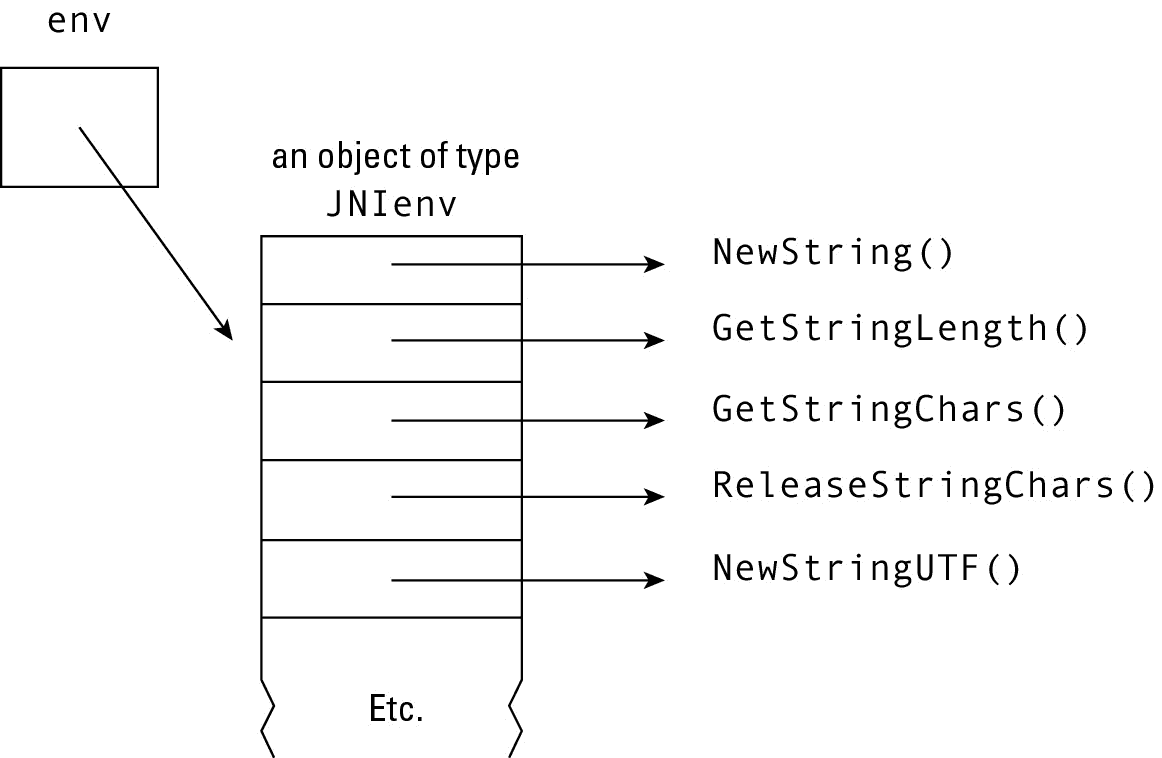 env
an object of type
JNIenv
NewString()
GetStringLength()
GetStringChars()
ReleaseStringChars()
NewStringUTF()
Etc.